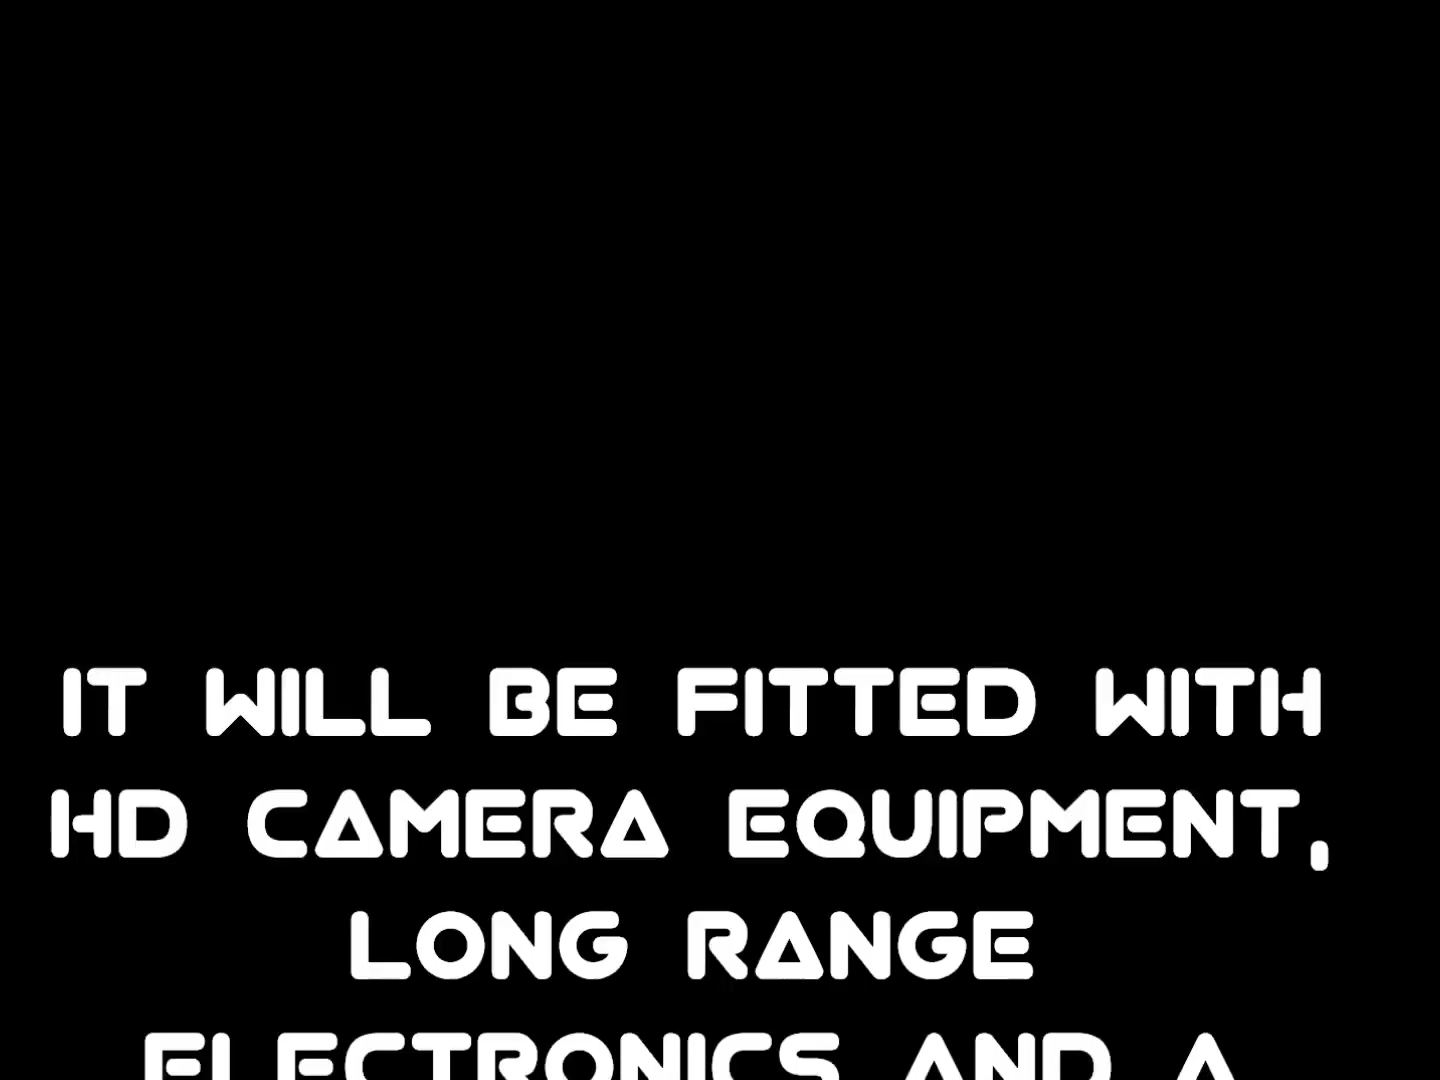 IT WILL BE FITTED WITH
HD CAMERA EQUIPMENT,
LONG RANGE
ELECTRONICS AND A